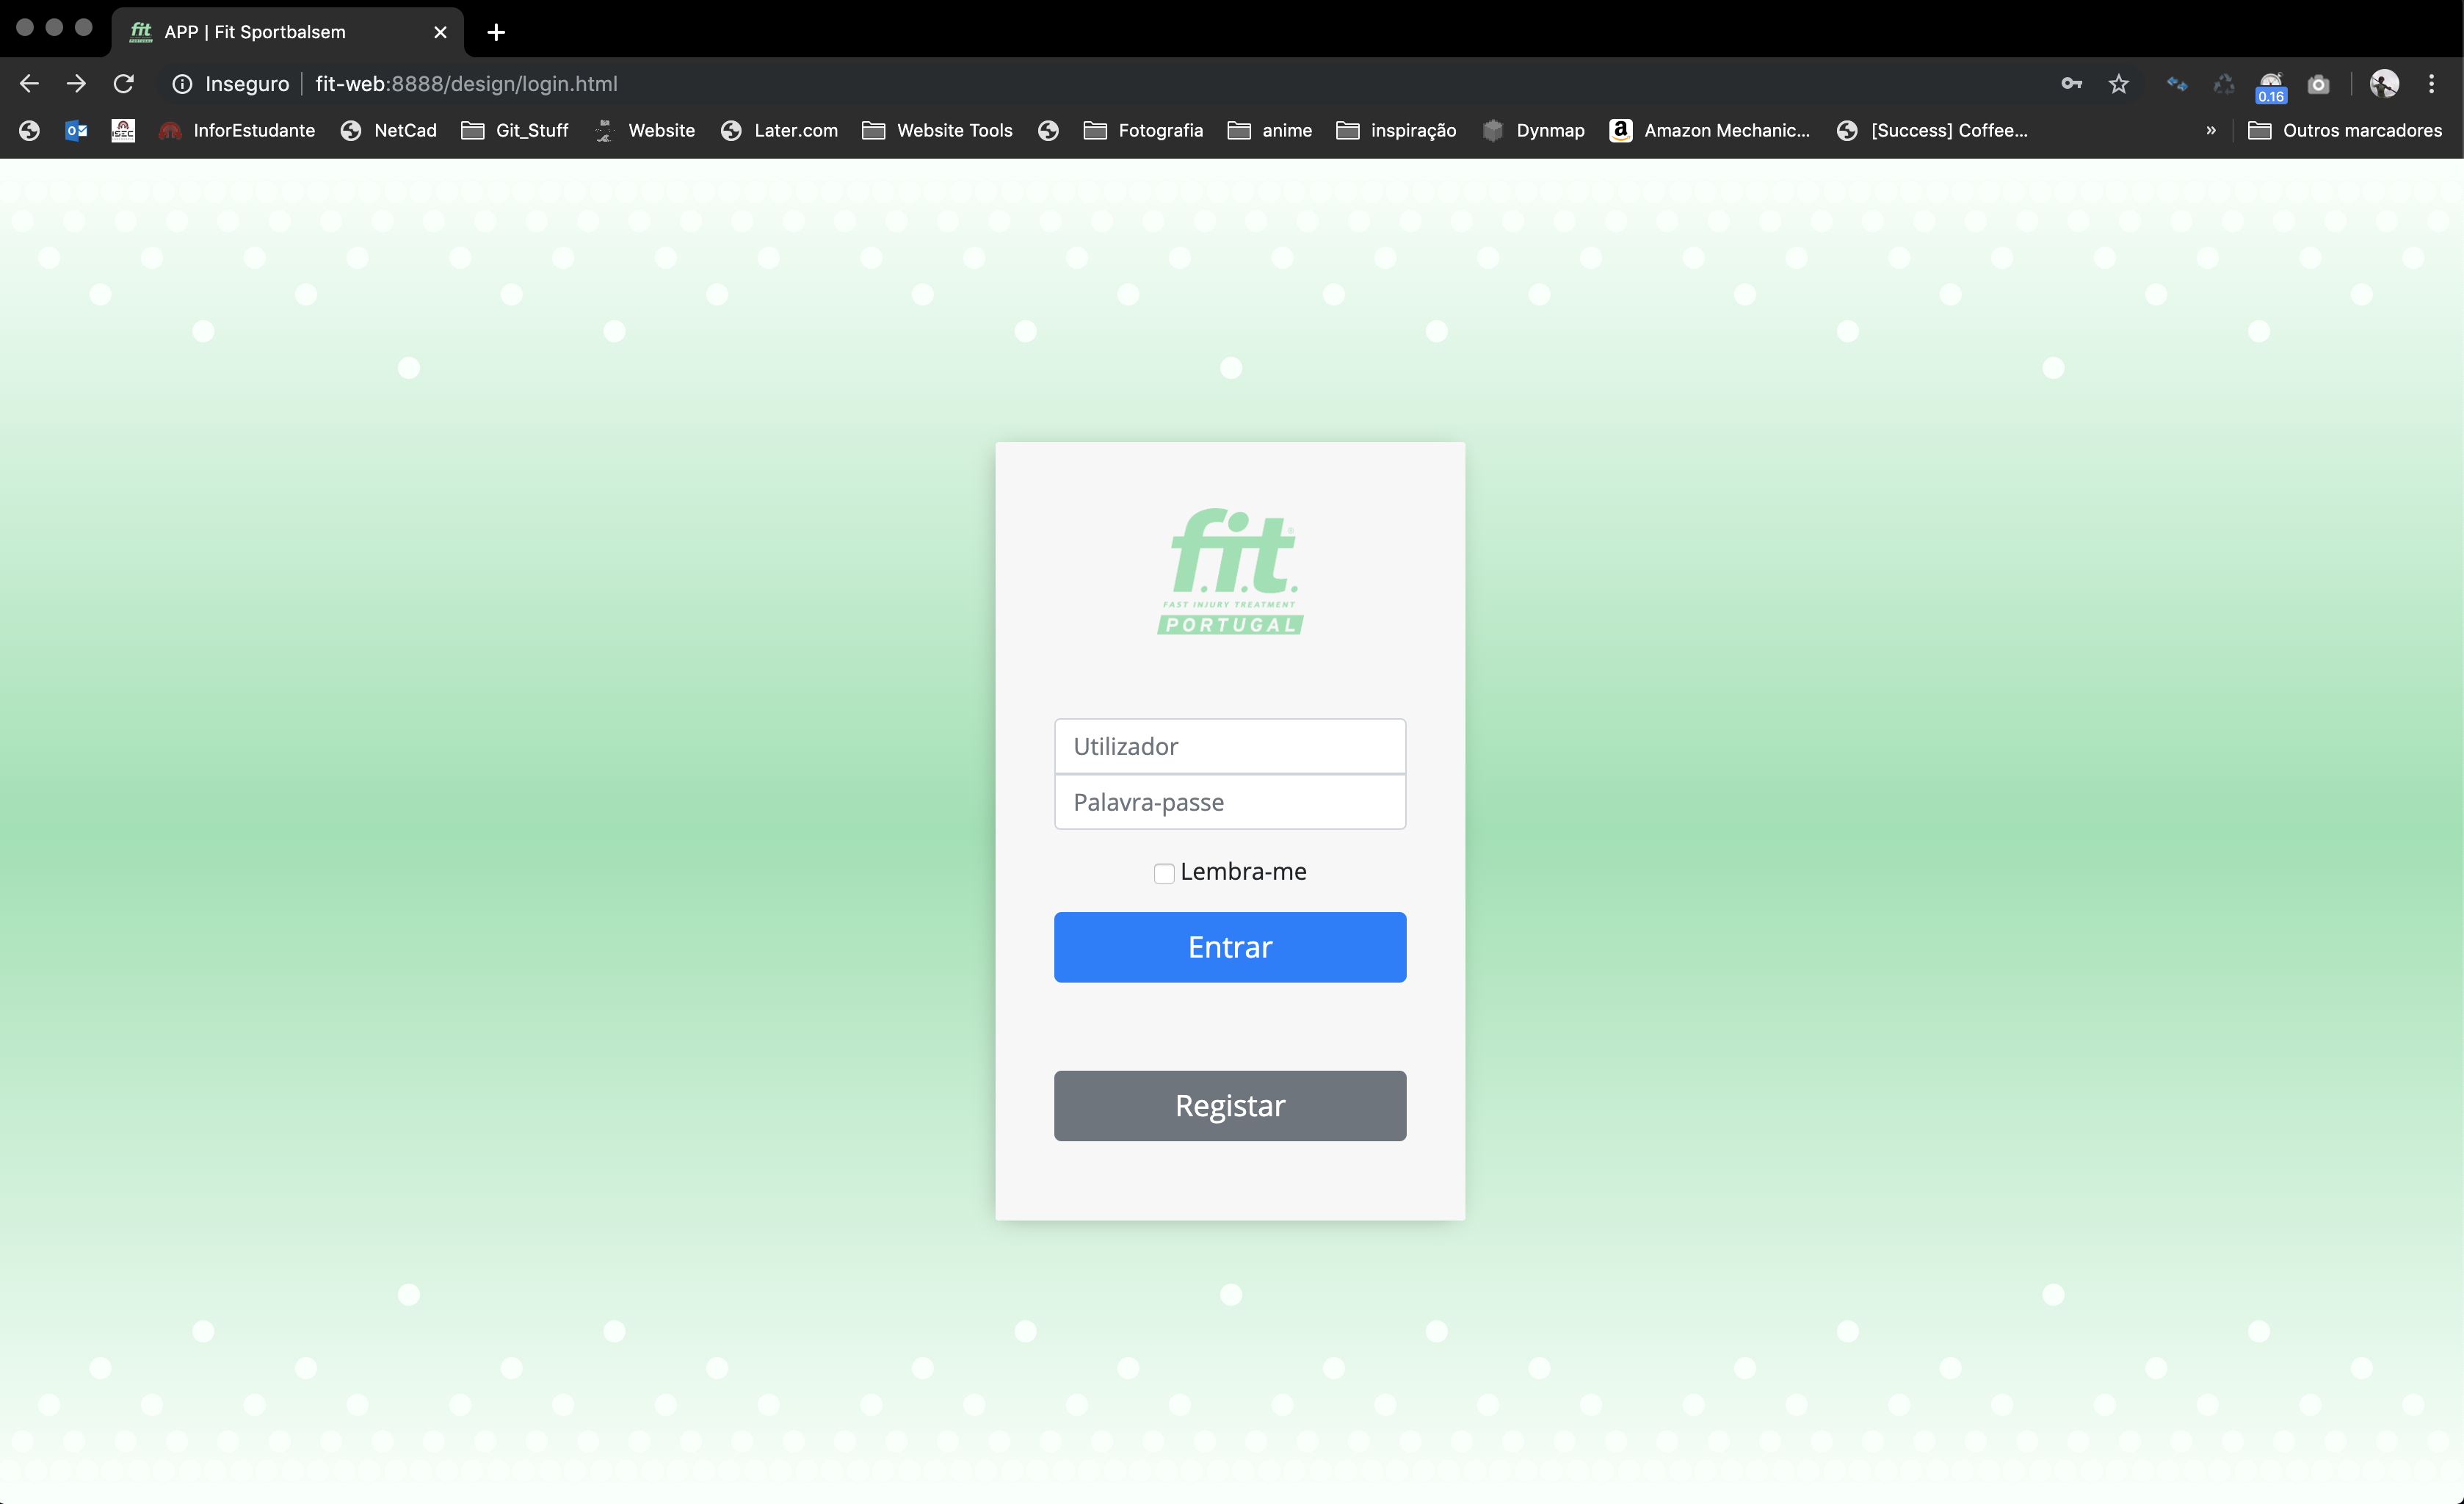 fit PORTUGAL APP | Fit Sportbalsem
Inseguro fit-web:8888/design/login.html
0.16
ISEC InforEstudante NetCad Git_Stuff Website Later.com Website Tools Fotografia anime inspiração Dynmap a Amazon Mechanic... [Success] Coffee... » Outros marcadores
f.i.t.®
FAST INJURY TREATMENT
PORTUGAL
Utilizador
Palavra-passe
Lembra-me
Entrar
Registar